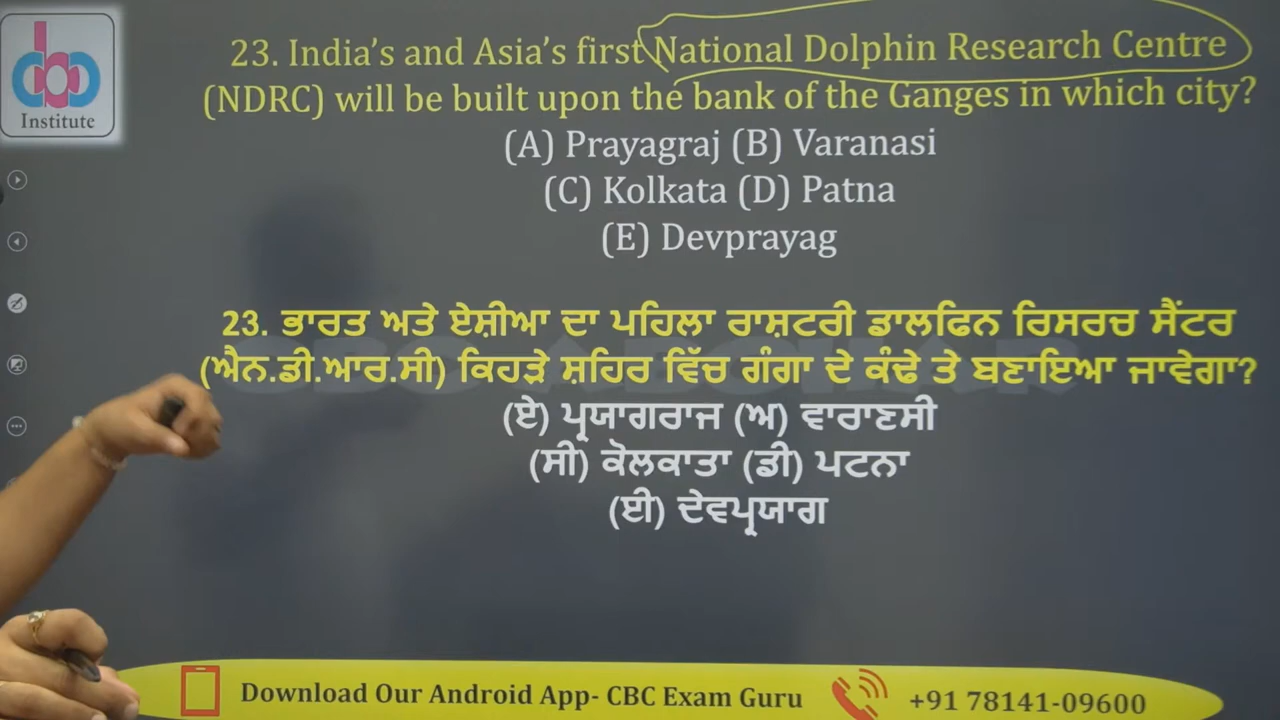 Institute
23. India's and Asia's first National Dolphin Research Centre
(NDRC) will be built upon the bank of the Ganges in which city?
(A) Prayagraj (B) Varanasi
(C) Kolkata (D) Patna
(E) Devprayag
23. ਭਾਰਤ ਅਤੇ ਏਸ਼ੀਆ ਦਾ ਪਹਿਲਾ ਰਾਸ਼ਟਰੀ ਡਾਲਫਿਨ ਰਿਸਰਚ ਸੈਂਟਰ
(ਐਨ.ਡੀ.ਆਰ.ਸੀ) ਕਿਹੜੇ ਸ਼ਹਿਰ ਵਿੱਚ ਗੰਗਾ ਦੇ ਕੰਢੇ ਤੇ ਬਣਾਇਆ ਜਾਵੇਗਾ?
(ਏ) ਪ੍ਰਯਾਗਰਾਜ (ਅ) ਵਾਰਾਣਸੀ
(ਸੀ) ਕੋਲਕਾਤਾ (ਡੀ) ਪਟਨਾ
(ਈ) ਦੇਵਪ੍ਰਯਾਗ
Download Our Android App- CBC Exam Guru
+91 78141-09600